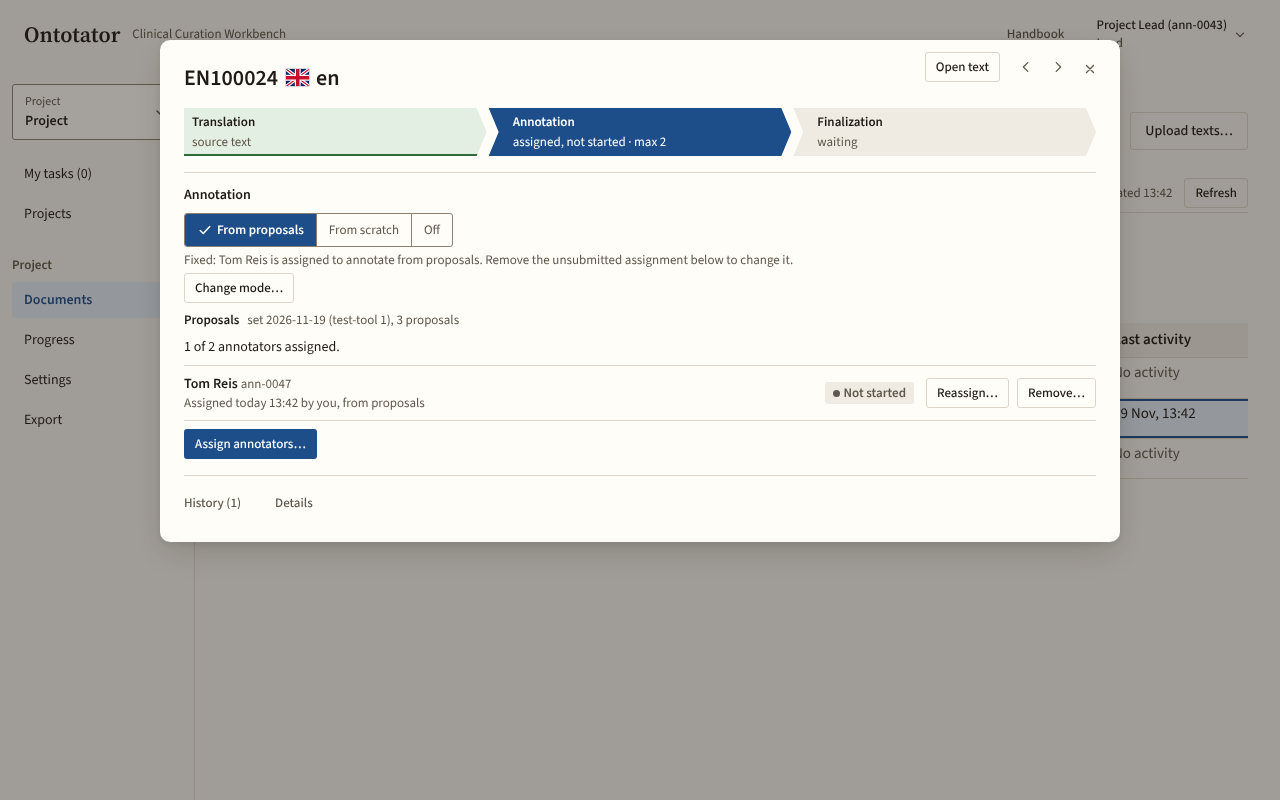 Ontotator Clinical Curation Workbench
Handbook
Project Lead (ann-0043)
Project
Project
My tasks (0)
Projects
Project
Documents
Progress
Settings
Export
Upload texts…
13:42
Refresh
activity
No activity
9 Nov, 13:42
No activity
EN100024 en
Open text
Translation
source text
Annotation
assigned, not started · max 2
Finalization
waiting
Annotation
From proposals From scratch Off
Fixed: Tom Reis is assigned to annotate from proposals. Remove the unsubmitted assignment below to change it.
Change mode…
Proposals set 2026-11-19 (test-tool 1), 3 proposals
1 of 2 annotators assigned.
Tom Reis ann-0047
Assigned today 13:42 by you, from proposals
Not started Reassign… Remove…
Assign annotators…
History (1) Details